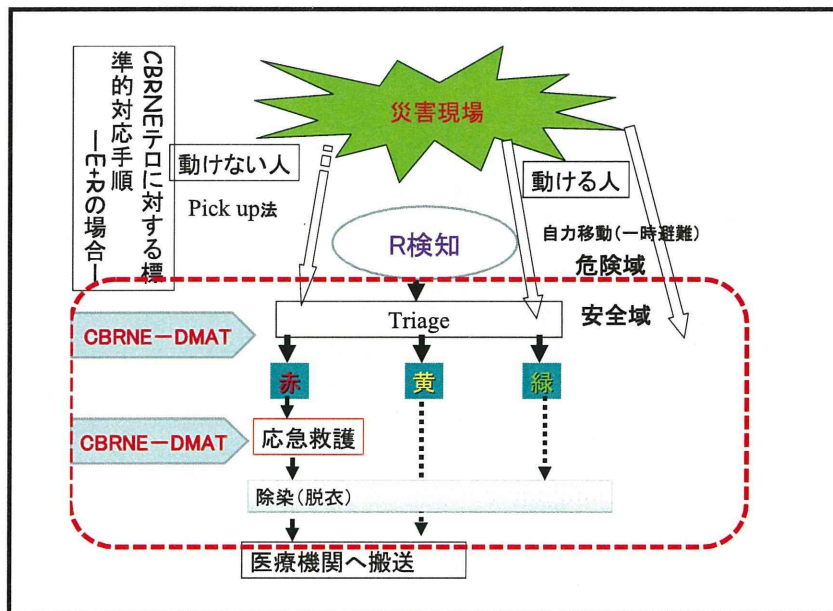 CBRNEテロに対する標
準的対応手順
―E+Rの場合―
災害現場
動けない人
動ける人
Pick up法
自力移動(一時避難)
R検知
危険域
Triage
安全域
CBRNE－DMAT
赤
黄
緑
CBRNE－DMAT
応急救護
除染(脱衣)
医療機関へ搬送